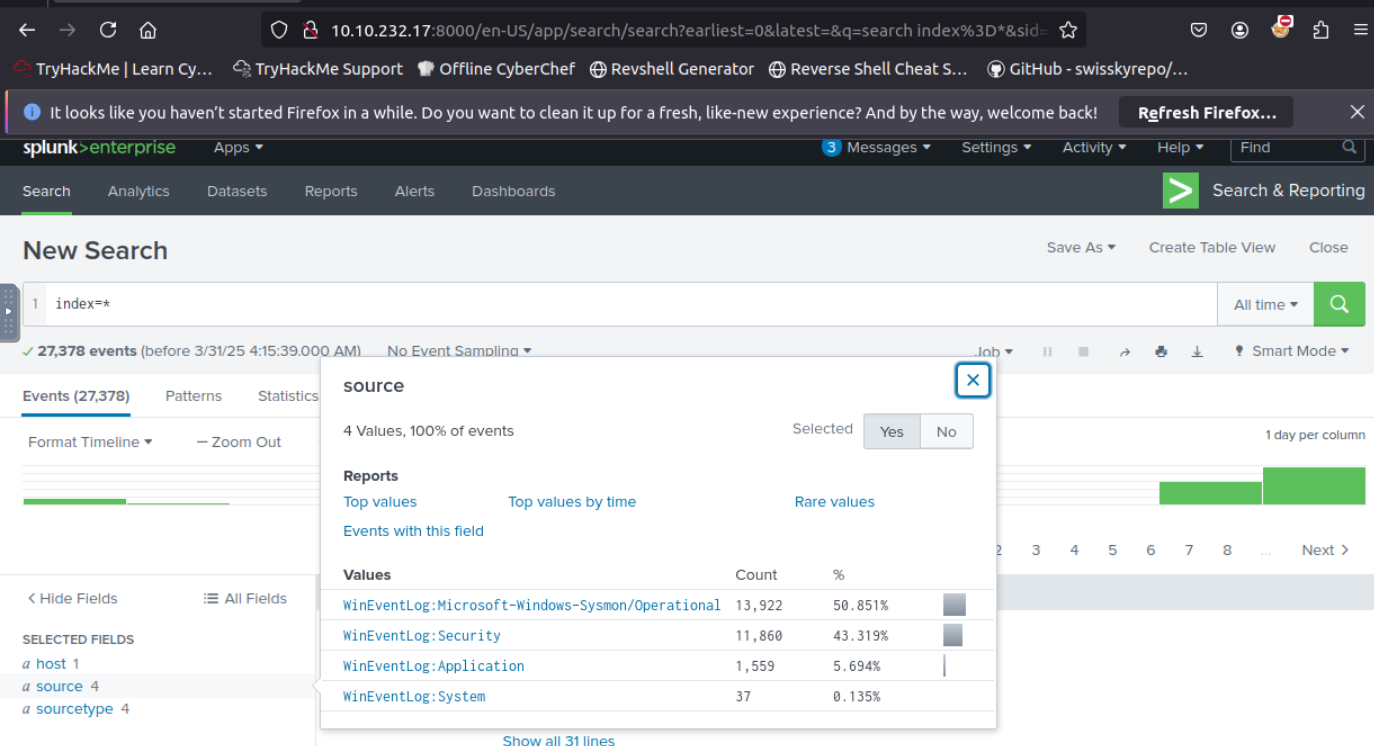 10.10.232.17:8000/en-US/app/search/search?earliest=0&latest=&q=search index%3D*&sid=
TryHackMe | Learn Cy… TryHackMe Support Offline CyberChef Revshell Generator Reverse Shell Cheat S… GitHub - swisskyrepo/…
It looks like you haven't started Firefox in a while. Do you want to clean it up for a fresh, like-new experience? And by the way, welcome back! Refresh Firefox…
splunk>enterprise Apps 3 Messages Settings Activity Help Find
Search Analytics Datasets Reports Alerts Dashboards > Search & Reporting
New Search Save As Create Table View Close
1 index=* All time
27,378 events (before 3/31/25 4:15:39.000 AM) No Event Sampling Job Smart Mode
Events (27,378) Patterns Statistics
Format Timeline — Zoom Out 1 day per column
source
4 Values, 100% of events Selected Yes No
Reports
Top values Top values by time Rare values
Events with this field
2 3 4 5 6 7 8 … Next >
Values Count %
WinEventLog:Microsoft-Windows-Sysmon/Operational 13,922 50.851%
WinEventLog:Security 11,860 43.319%
WinEventLog:Application 1,559 5.694%
WinEventLog:System 37 0.135%
< Hide Fields All Fields
SELECTED FIELDS
a host 1
a source 4
a sourcetype 4
Show all 31 lines